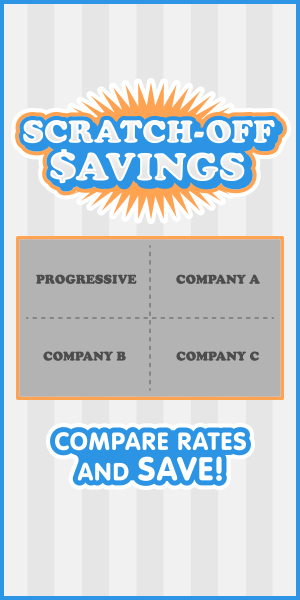 SCRATCH-OFF
$AVINGS
PROGRESSIVE COMPANY A
COMPANY B COMPANY C
COMPARE RATES
AND SAVE!